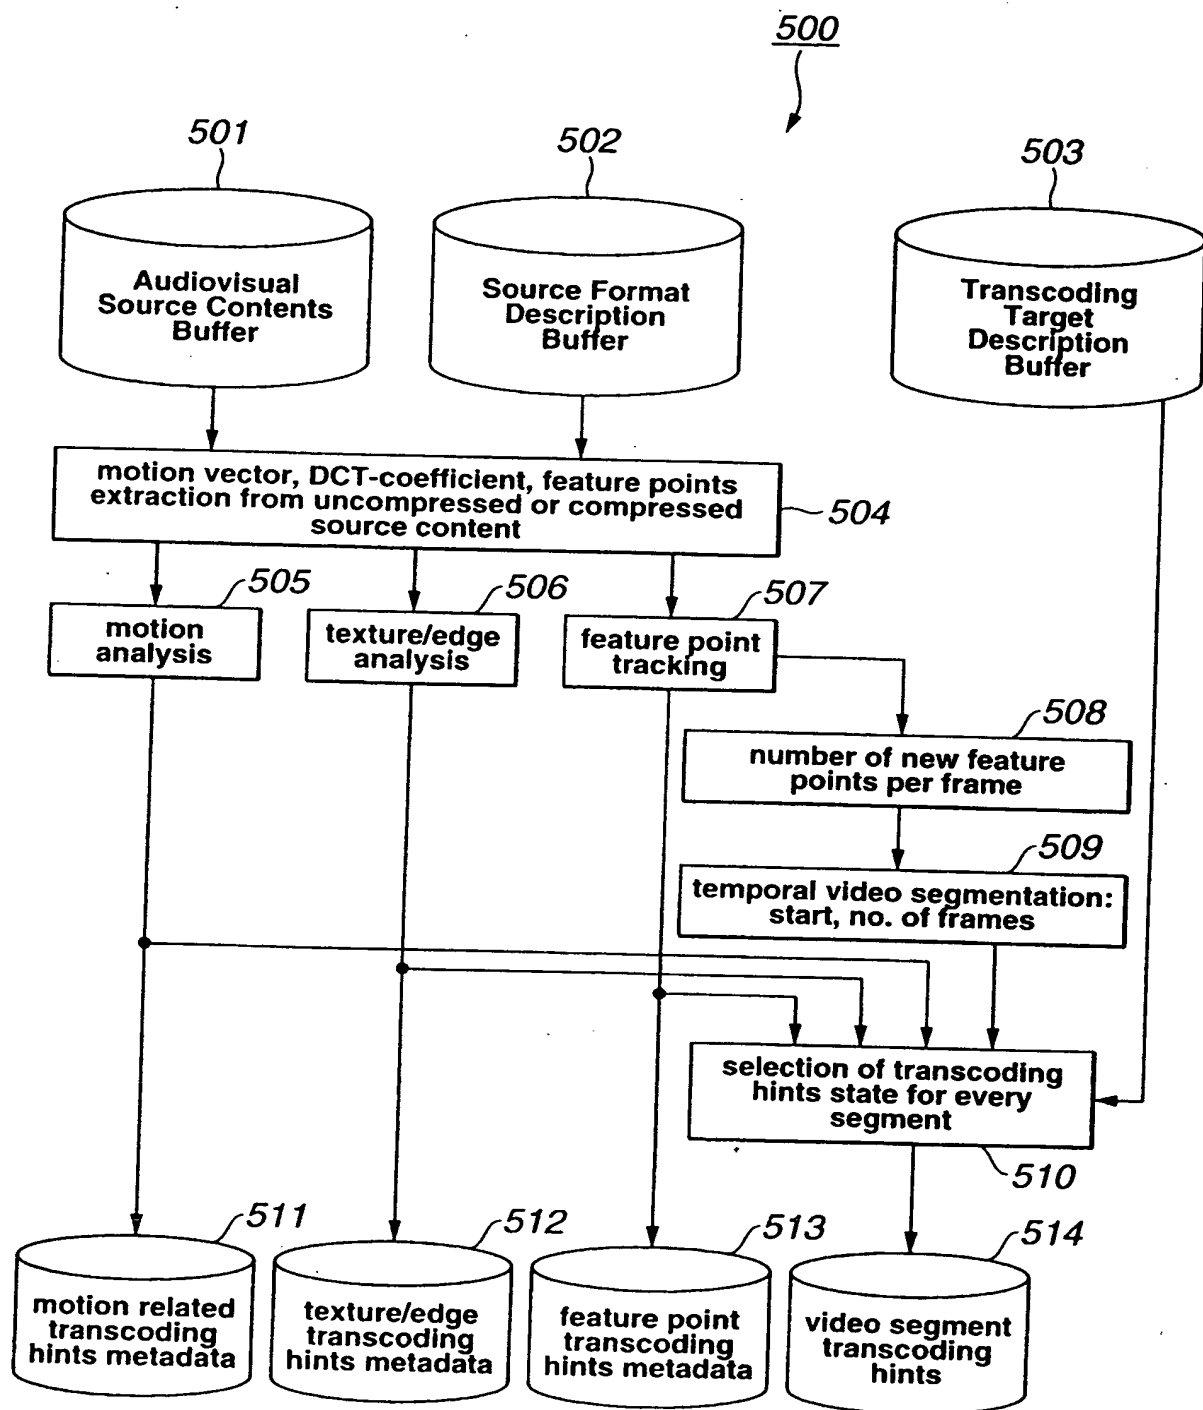 500
501
502
503
Audiovisual
Source Contents
Buffer
Source Format
Description
Buffer
Transcoding
Target
Description
Buffer
motion vector, DCT-coefficient, feature points
extraction from uncompressed or compressed
source content
504
505
506
507
motion
analysis
texture/edge
analysis
feature point
tracking
508
number of new feature
points per frame
509
temporal video segmentation:
start, no. of frames
selection of transcoding
hints state for every
segment
510
511
512
513
514
motion related
transcoding
hints metadata
texture/edge
transcoding
hints metadata
feature point
transcoding
hints metadata
video segment
transcoding
hints